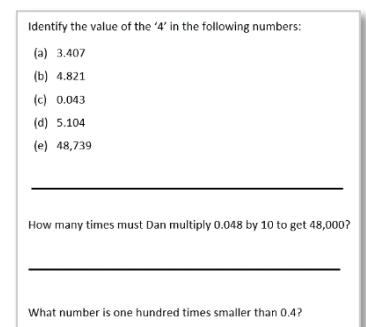 Identify the value of the ‘4’ in the following numbers:
(a) 3.407
(b) 4.821
(c) 0.043
(d) 5.104
(e) 48,739
How many times must Dan multiply 0.048 by 10 to get 48,000?
What number is one hundred times smaller than 0.4?